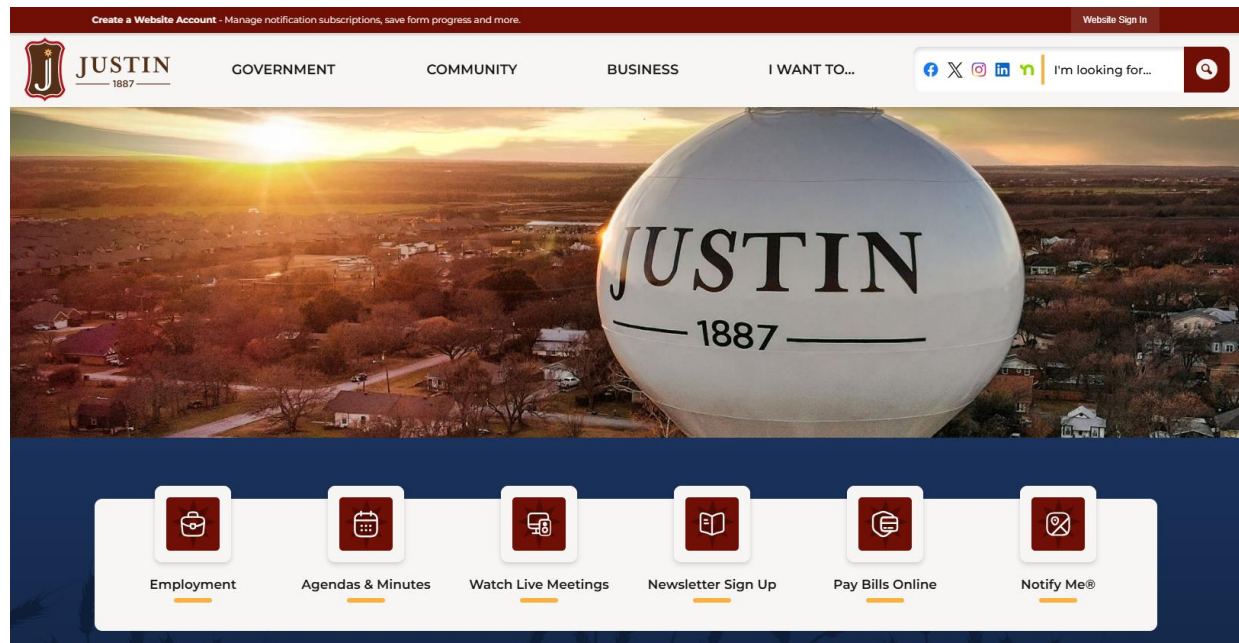 Create a Website Account - Manage notification subscriptions, save form progress and more.
Website Sign In
JUSTIN
1887
GOVERNMENT
COMMUNITY
BUSINESS
I WANT TO...
I'm looking for...
JUSTIN
1887
Employment
Agendas & Minutes
Watch Live Meetings
Newsletter Sign Up
Pay Bills Online
Notify Me®